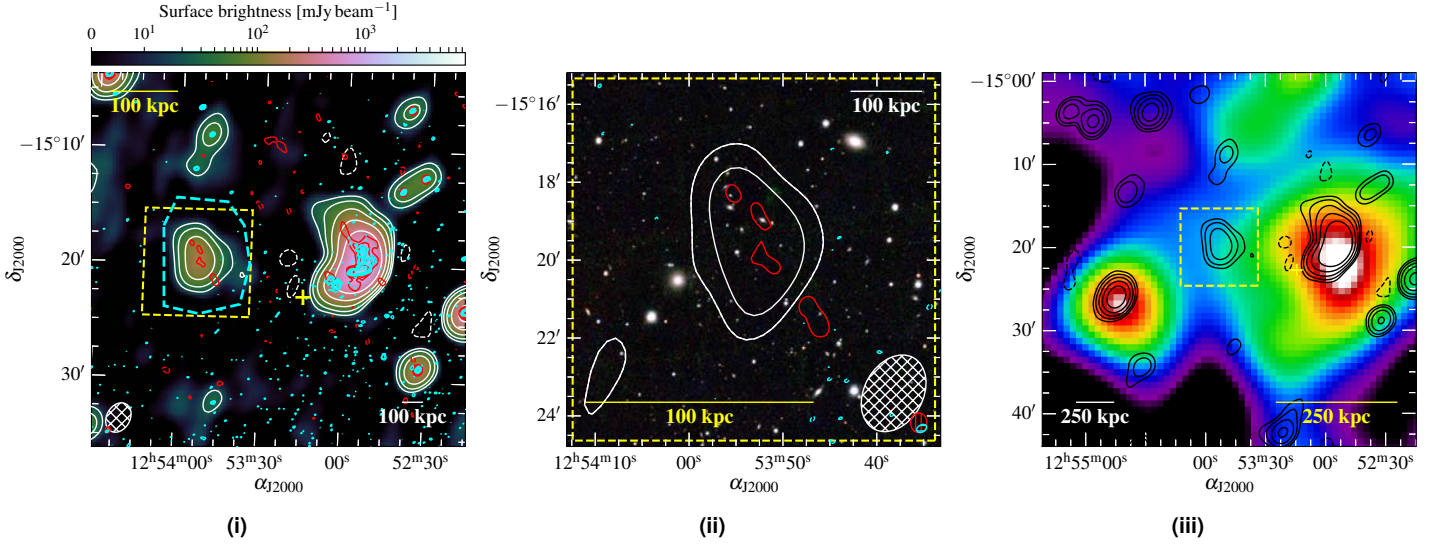 Surface brightness [mJy beam⁻¹]
0 10¹ 10² 10³
100 kpc
−15°10′
20′
30′
δJ2000
100 kpc
12ʰ54ᵐ00ˢ 53ᵐ30ˢ 00ˢ 52ᵐ30ˢ
αJ2000
(i)
100 kpc
−15°16′
18′
20′
22′
24′
δJ2000
100 kpc
12ʰ54ᵐ10ˢ 00ˢ 53ᵐ50ˢ 40ˢ
αJ2000
(ii)
−15°00′
10′
20′
30′
40′
δJ2000
250 kpc 250 kpc
12ʰ55ᵐ00ˢ 00ˢ 53ᵐ30ˢ 00ˢ 52ᵐ30ˢ
αJ2000
(iii)